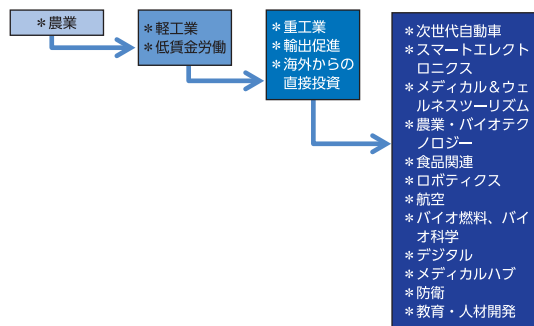 ＊農業
＊軽工業
＊低賃金労働
＊重工業
＊輸出促進
＊海外からの
直接投資
＊次世代自動車
＊スマートエレクト
ロニクス
＊メディカル＆ウェ
ルネスツーリズム
＊農業・バイオテク
ノロジー
＊食品関連
＊ロボティクス
＊航空
＊バイオ燃料、バイ
オ科学
＊デジタル
＊メディカルハブ
＊防衛
＊教育・人材開発